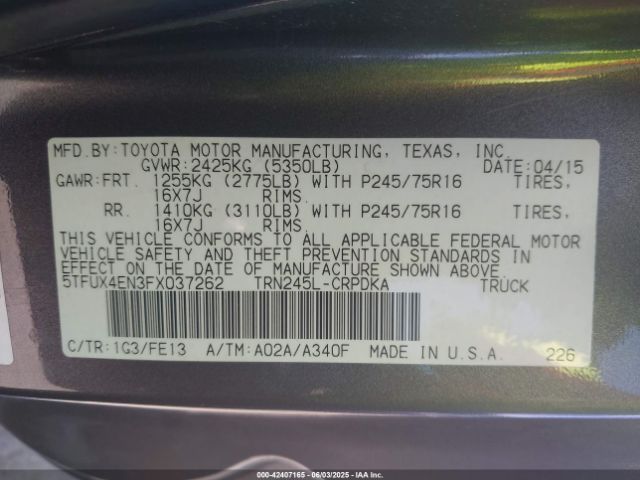 MFD.BY:TOYOTA MOTOR MANUFACTURING, TEXAS, INC
GVWR:2425KG (5350LB) DATE:04/15
GAWR:FRT. 1255KG (2775LB) WITH P245/75R16 TIRES,
16X7J RIMS.
RR. 1410KG (3110LB) WITH P245/75R16 TIRES,
16X7J RIMS.
THIS VEHICLE CONFORMS TO ALL APPLICABLE FEDERAL MOTOR
VEHICLE SAFETY AND THEFT PREVENTION STANDARDS IN
EFFECT ON THE DATE OF MANUFACTURE SHOWN ABOVE.
5TFUX4EN3FX037262 TRN245L-CRPDKA TRUCK
C/TR:1G3/FE13 A/TM:A02A/A340F MADE IN U.S.A. 226
000-42407165 - 06/03/2025 - IAAI.CA